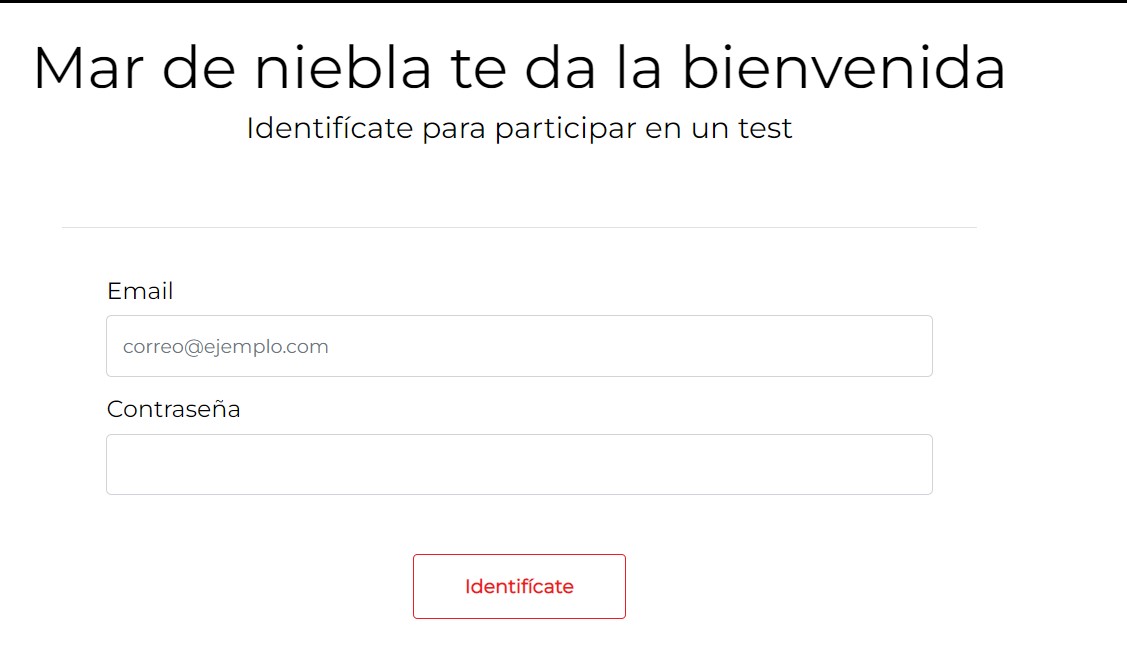 Mar de niebla te da la bienvenida
Identifícate para participar en un test
Email
correo@ejemplo.com
Contraseña
Identifícate